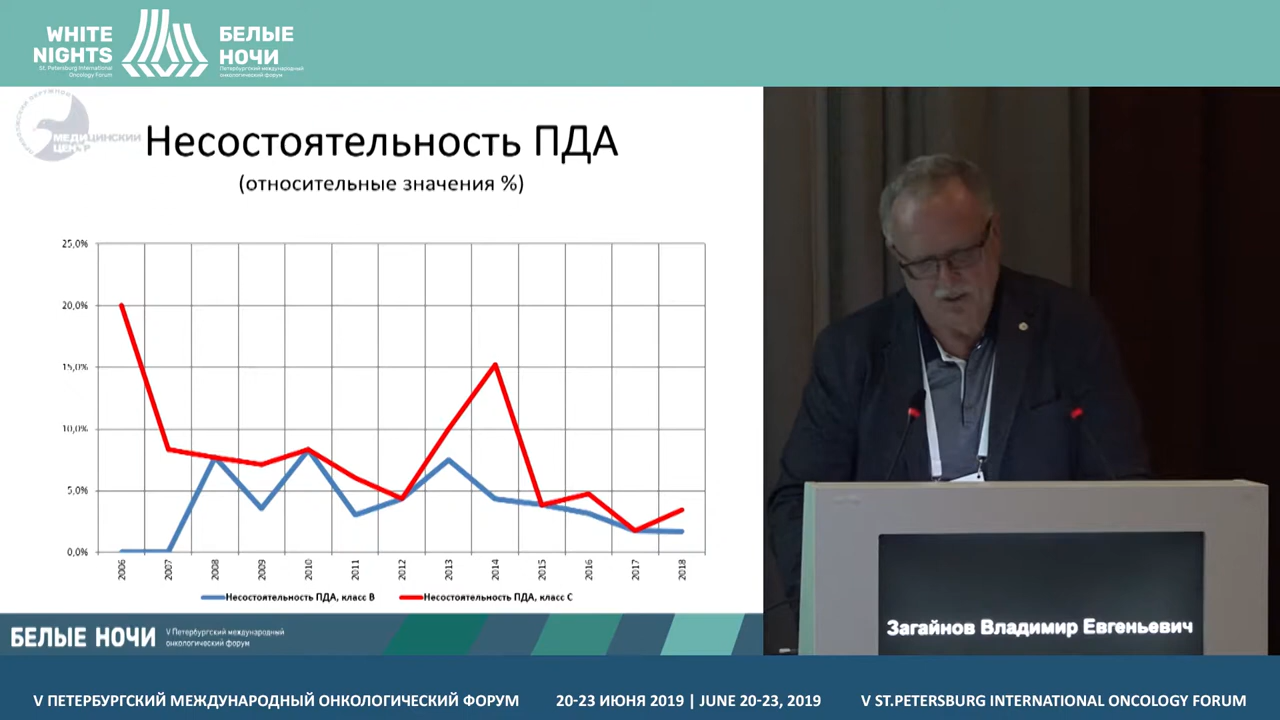 WHITE
NIGHTS
St. Petersburg International
Oncology Forum
БЕЛЫЕ
НОЧИ
Петербургский международный
онкологический форум
МЕДИЦИНСКИЙ
ЦЕНТР
Несостоятельность ПДА
(относительные значения %)
25,0%
20,0%
15,0%
10,0%
5,0%
0,0%
2006
2007
2008
2009
2010
2011
2012
2013
2014
2015
2016
2017
2018
Несостоятельность ПДА, класс В
Несостоятельность ПДА, класс С
БЕЛЫЕ НОЧИ
V Петербургский международный
онкологический форум
Загайнов Владимир Евгеньевич
V ПЕТЕРБУРГСКИЙ МЕЖДУНАРОДНЫЙ ОНКОЛОГИЧЕСКИЙ ФОРУМ 20-23 ИЮНЯ 2019 | JUNE 20-23, 2019 V ST.PETERSBURG INTERNATIONAL ONCOLOGY FORUM